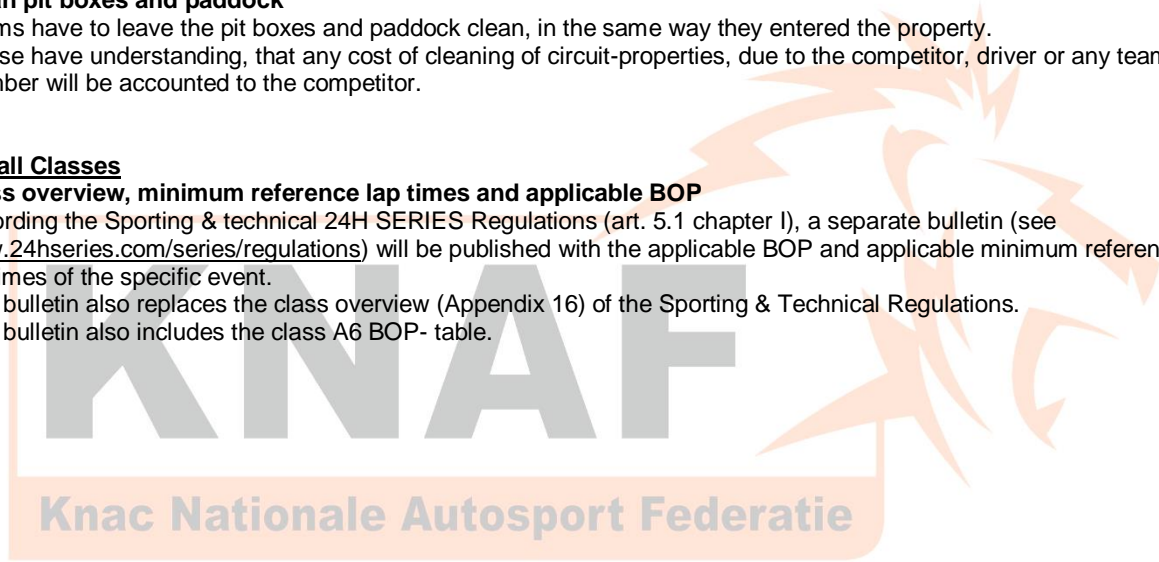 an pit boxes and paddock
ms have to leave the pit boxes and paddock clean, in the same way they entered the property.
se have understanding, that any cost of cleaning of circuit-properties, due to the competitor, driver or any team
ber will be accounted to the competitor.
all Classes
ss overview, minimum reference lap times and applicable BOP
ording the Sporting & technical 24H SERIES Regulations (art. 5.1 chapter I), a separate bulletin (see
.24hseries.com/series/regulations) will be published with the applicable BOP and applicable minimum referen
mes of the specific event.
bulletin also replaces the class overview (Appendix 16) of the Sporting & Technical Regulations.
bulletin also includes the class A6 BOP- table.
KNAF
Knac Nationale Autosport Federatie